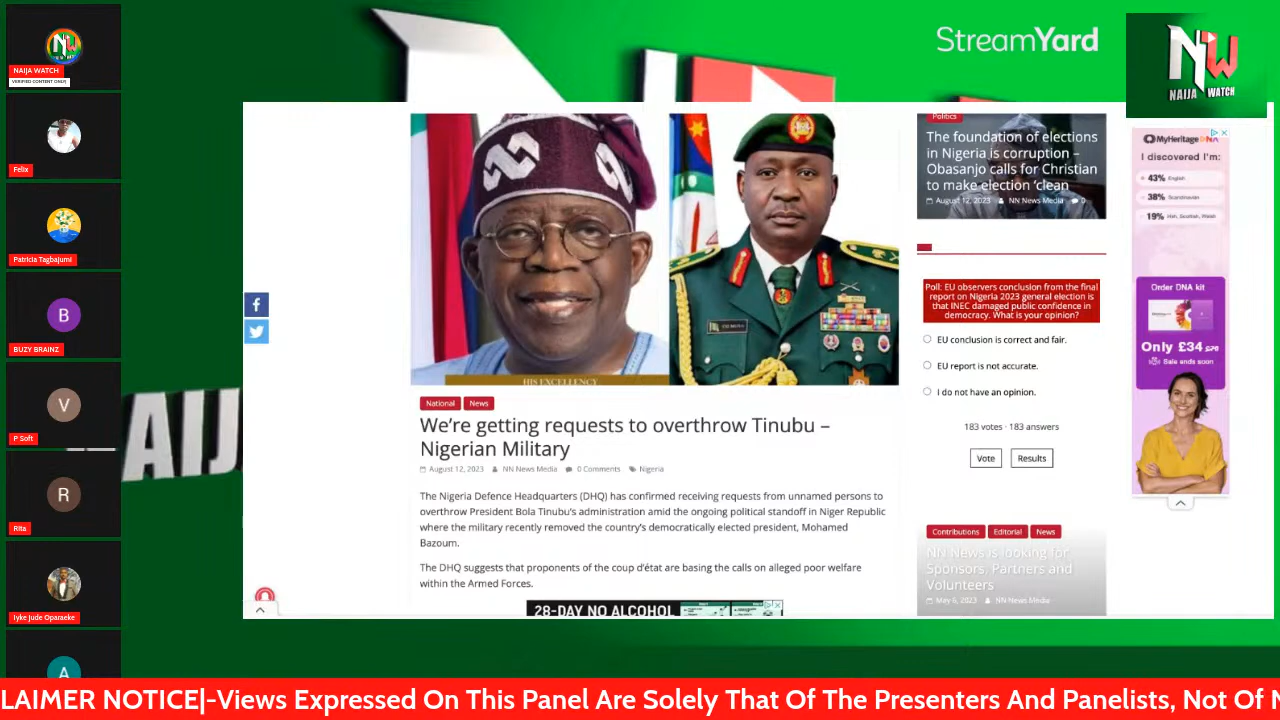 StreamYard
NW
NAIJA WATCH
NW
NAIJA WATCH
VERIFIED CONTENT ONLY|
Felix
Patricia Tagbajumi
B
BUZY BRAINZ
V
P Soft
R
Rita
Iyke Jude Oparaeke
A
AIJ
HIS EXCELLENCY
National News
We're getting requests to overthrow Tinubu –
Nigerian Military
August 12, 2023 NN News Media 0 Comments Nigeria
The Nigeria Defence Headquarters (DHQ) has confirmed receiving requests from unnamed persons to
overthrow President Bola Tinubu's administration amid the ongoing political standoff in Niger Republic
where the military recently removed the country's democratically elected president, Mohamed
Bazoum.
The DHQ suggests that proponents of the coup d'état are basing the calls on alleged poor welfare
within the Armed Forces.
28-DAY NO ALCOHOL
Politics
The foundation of elections
in Nigeria is corruption –
Obasanjo calls for Christian
to make election 'clean
August 12, 2023 NN News Media 0
Poll: EU observers conclusion from the final
report on Nigeria 2023 general election is
that INEC damaged public confidence in
democracy. What is your opinion?
EU conclusion is correct and fair.
EU report is not accurate.
I do not have an opinion.
183 votes · 183 answers
Vote Results
Contributions Editorial News
NN News is looking for
Sponsors, Partners and
Volunteers
May 6, 2023 NN News Media
MyHeritage DNA
I discovered I'm:
43% English
38% Scandinavian
19% Irish, Scottish, Welsh
Order DNA kit
Only £34 £79
Sale ends soon
LAIMER NOTICE|-Views Expressed On This Panel Are Solely That Of The Presenters And Panelists, Not Of N